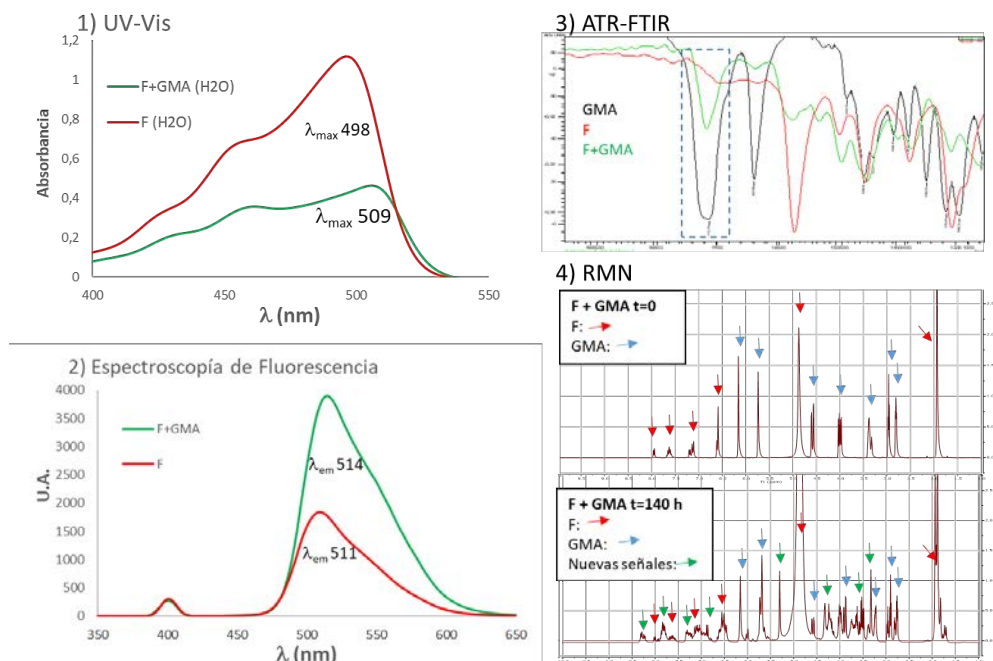 1) UV-Vis
1,2
1
0,8
0,6
0,4
0,2
0
Absorbancia
F+GMA (H2O)
F (H2O)
λmax 498
λmax 509
400
450
500
550
λ (nm)
2) Espectroscopía de Fluorescencia
4000
3500
3000
2500
2000
1500
1000
500
0
U.A.
F+GMA
F
λem 514
λem 511
350
400
450
500
550
600
650
λ (nm)
3) ATR-FTIR
GMA
F
F+GMA
4) RMN
F + GMA t=0
F:
GMA:
F + GMA t=140 h
F:
GMA:
Nuevas señales: